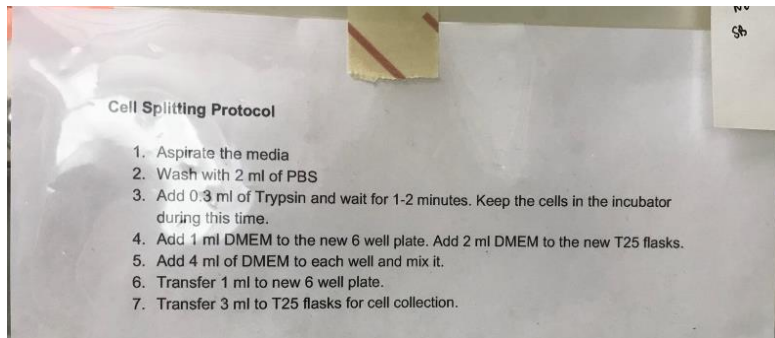 SB
Cell Splitting Protocol
1. Aspirate the media
2. Wash with 2 ml of PBS
3. Add 0.3 ml of Trypsin and wait for 1-2 minutes. Keep the cells in the incubator
during this time.
4. Add 1 ml DMEM to the new 6 well plate. Add 2 ml DMEM to the new T25 flasks.
5. Add 4 ml of DMEM to each well and mix it.
6. Transfer 1 ml to new 6 well plate.
7. Transfer 3 ml to T25 flasks for cell collection.